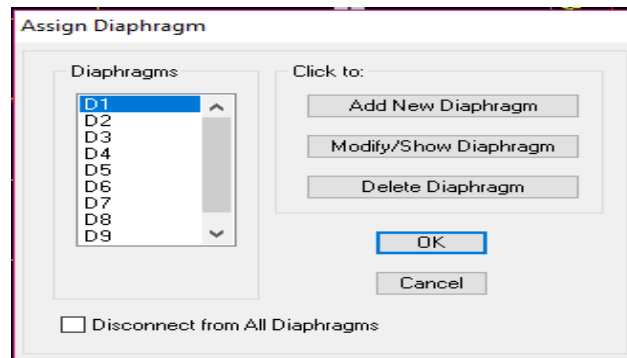 Assign Diaphragm
Diaphragms
D1
D2
D3
D4
D5
D6
D7
D8
D9
Click to:
Add New Diaphragm
Modify/Show Diaphragm
Delete Diaphragm
OK
Cancel
Disconnect from All Diaphragms